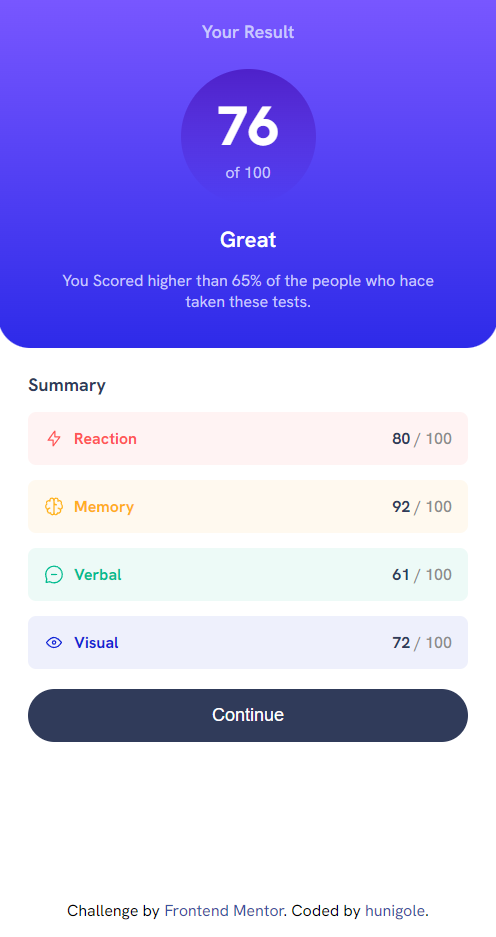 Your Result
76
of 100
Great
You Scored higher than 65% of the people who hace
taken these tests.
Summary
Reaction 80 / 100
Memory 92 / 100
Verbal 61 / 100
Visual 72 / 100
Continue
Challenge by Frontend Mentor. Coded by hunigole.